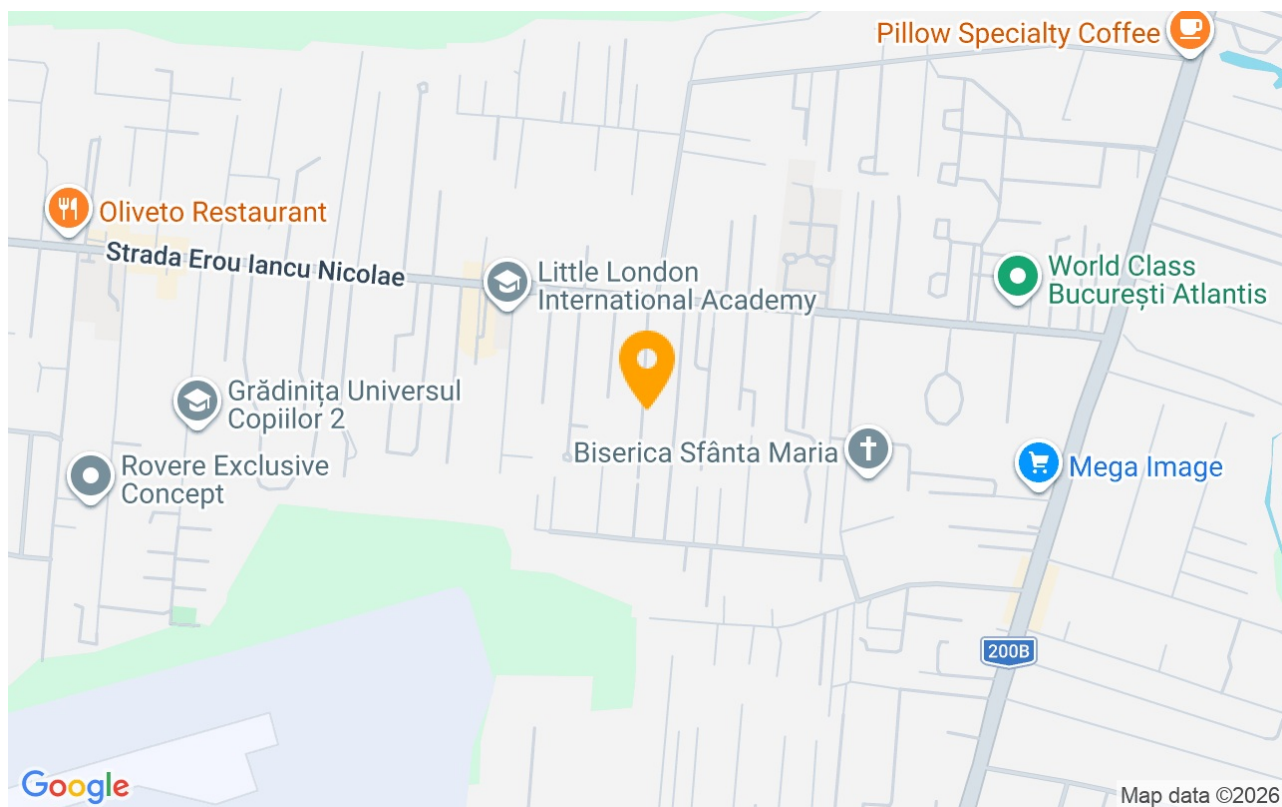 Pillow Specialty Coffee
Oliveto Restaurant
Strada Erou Iancu Nicolae
Little London
International Academy
World Class
București Atlantis
Grădinița Universul
Copiilor 2
Biserica Sfânta Maria
Rovere Exclusive
Concept
Mega Image
200B
Google
Map data ©2026